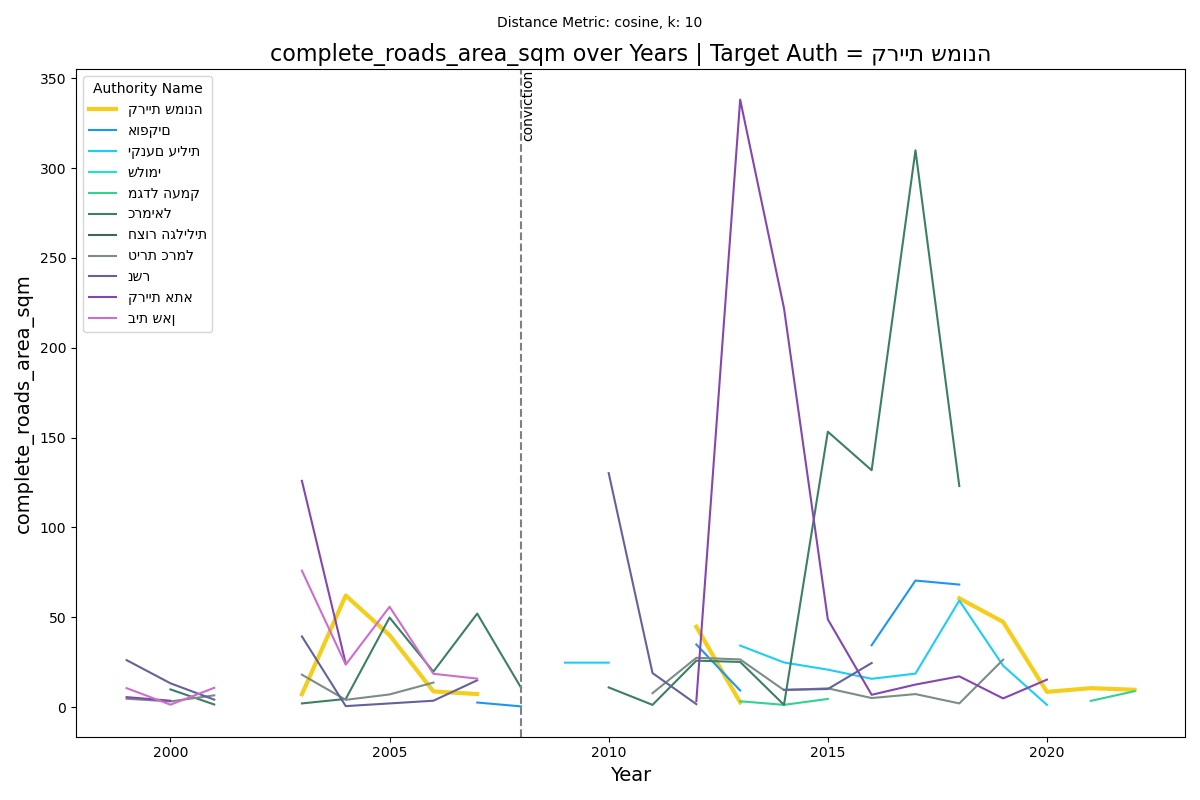 Distance Metric: cosine, k: 10
complete_roads_area_sqm over Years | Target Auth = קריית שמונה
350
300
250
200
150
100
50
0
complete_roads_area_sqm
Authority Name
קריית שמונה
אופקים
יקנעם עילית
שלומי
מגדל העמק
כרמיאל
חצור הגלילית
טירת כרמל
נשר
קריית אתא
בית שאן
conviction
2000
2005
2010
2015
2020
Year